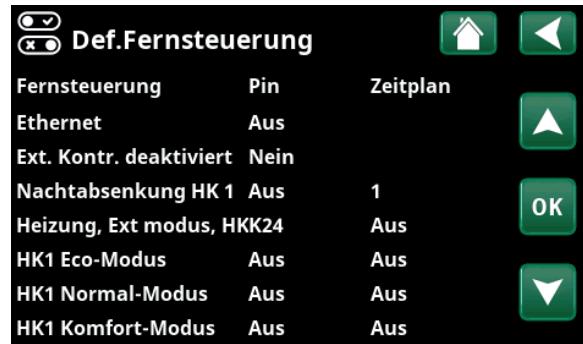 Def.Fernsteuerung
Fernsteuerung Pin Zeitplan
Ethernet Aus
Ext. Kontr. deaktiviert Nein
Nachtabsenkung HK 1 Aus 1
Heizung, Ext modus, HKK24 Aus
HK1 Eco-Modus Aus Aus
HK1 Normal-Modus Aus Aus
HK1 Komfort-Modus Aus Aus
OK